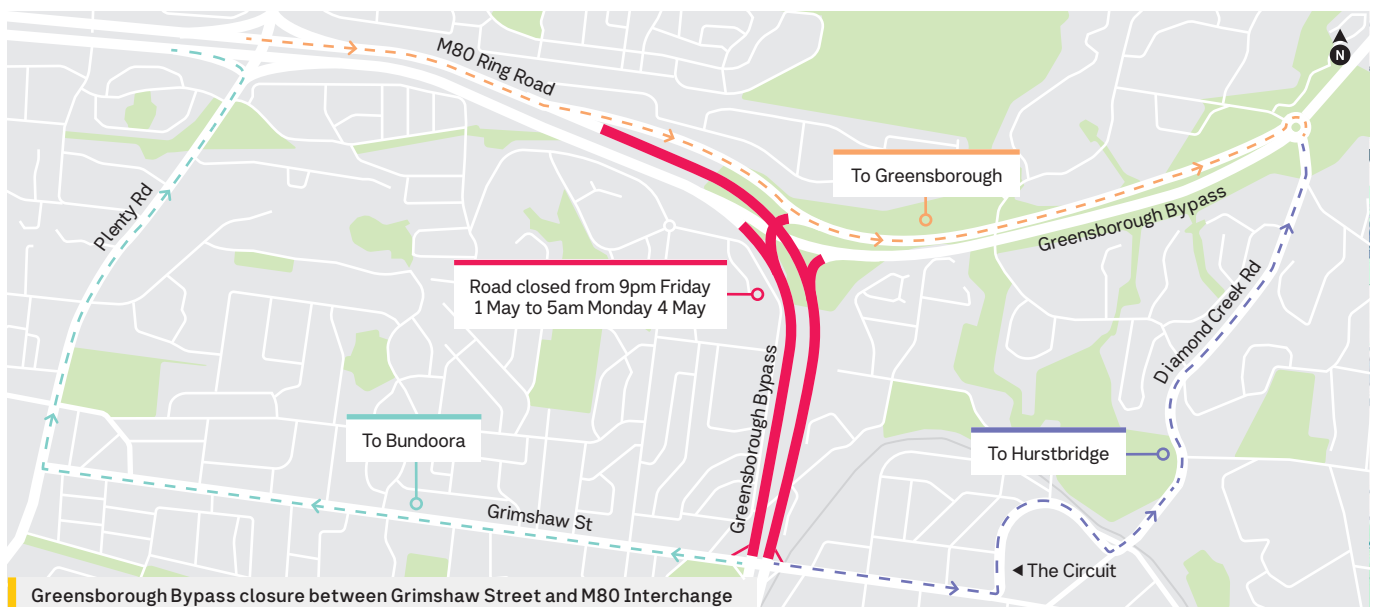 M80 Ring Road
N
To Greensborough
Plenty Rd
Greensborough Bypass
Road closed from 9pm Friday
1 May to 5am Monday 4 May
Diamond Creek Rd
Greensborough Bypass
To Bundoora
To Hurstbridge
Grimshaw St
The Circuit
Greensborough Bypass closure between Grimshaw Street and M80 Interchange